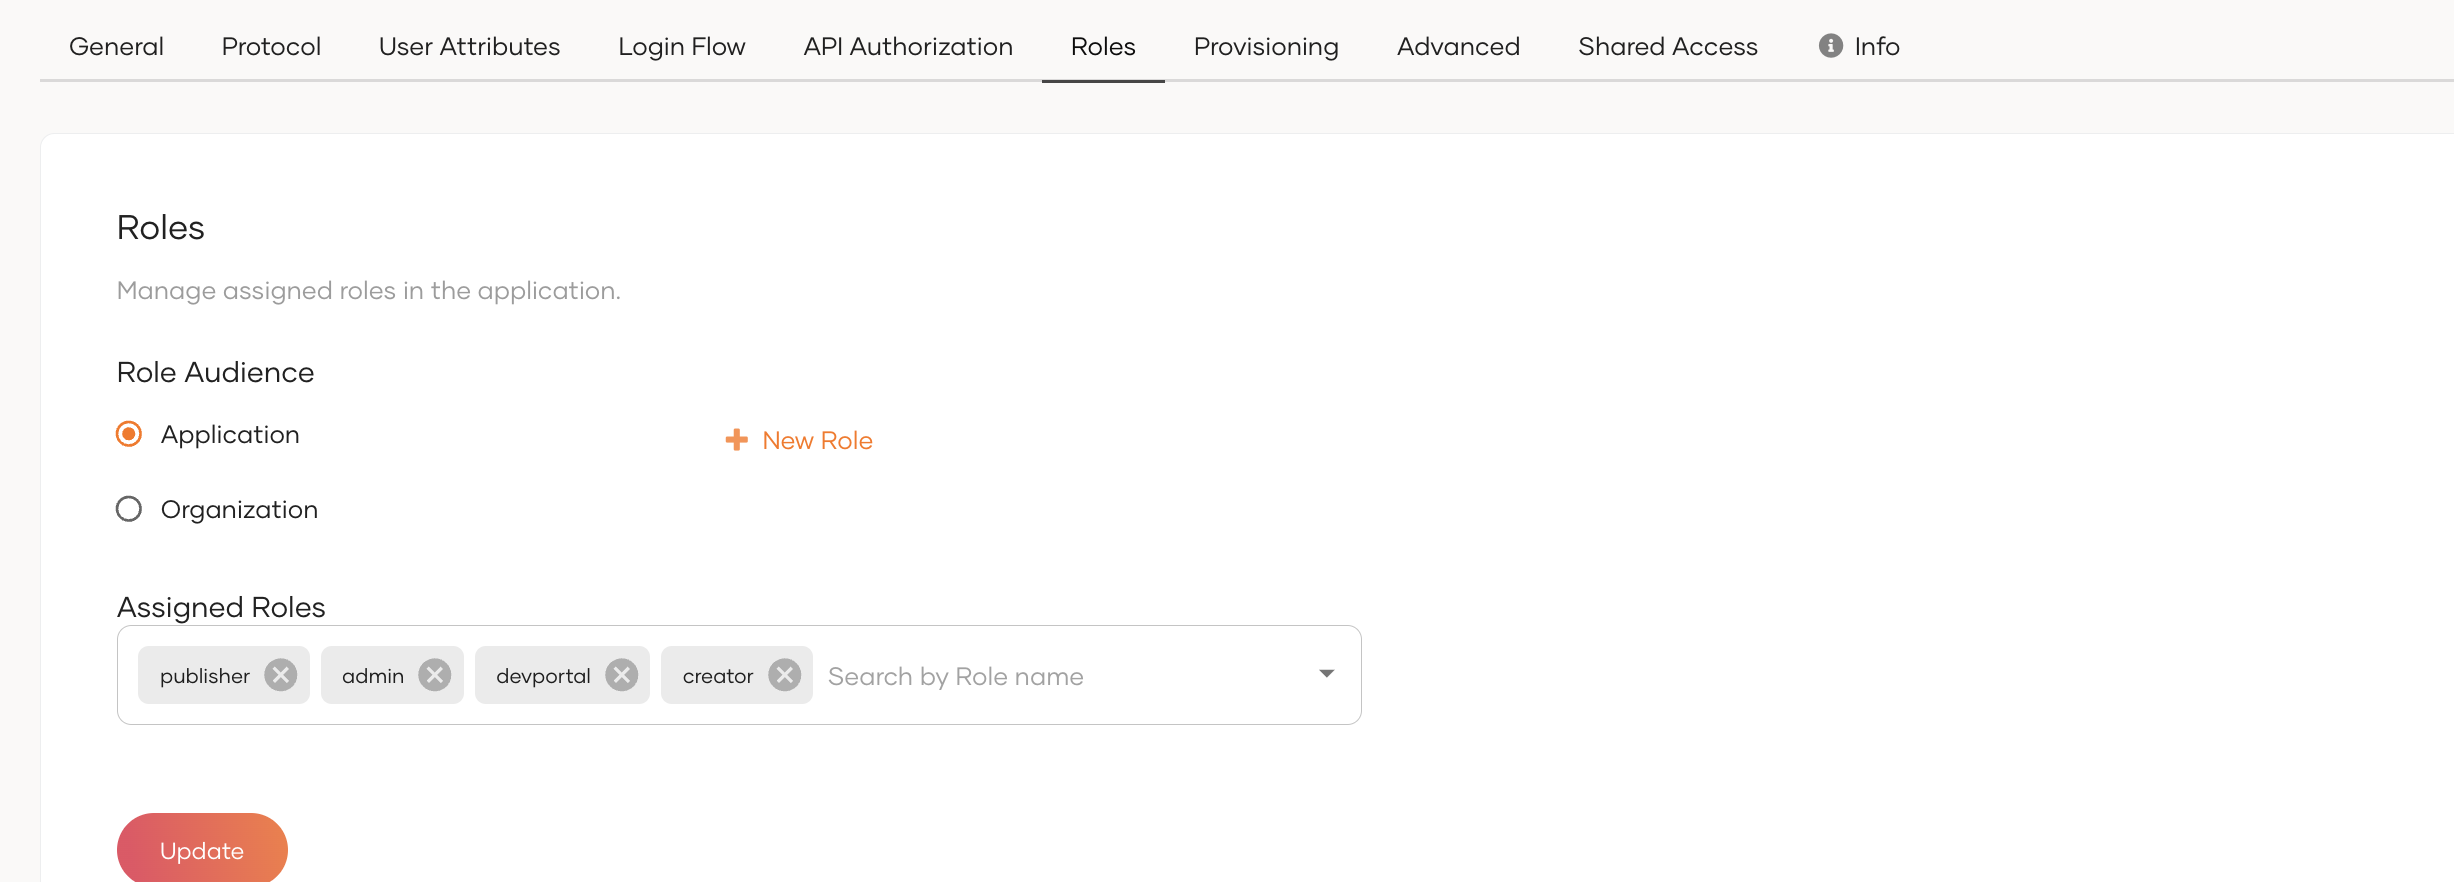 General Protocol User Attributes Login Flow API Authorization Roles Provisioning Advanced Shared Access Info
Roles
Manage assigned roles in the application.
Role Audience
Application
New Role
Organization
Assigned Roles
publisher admin devportal creator Search by Role name
Update